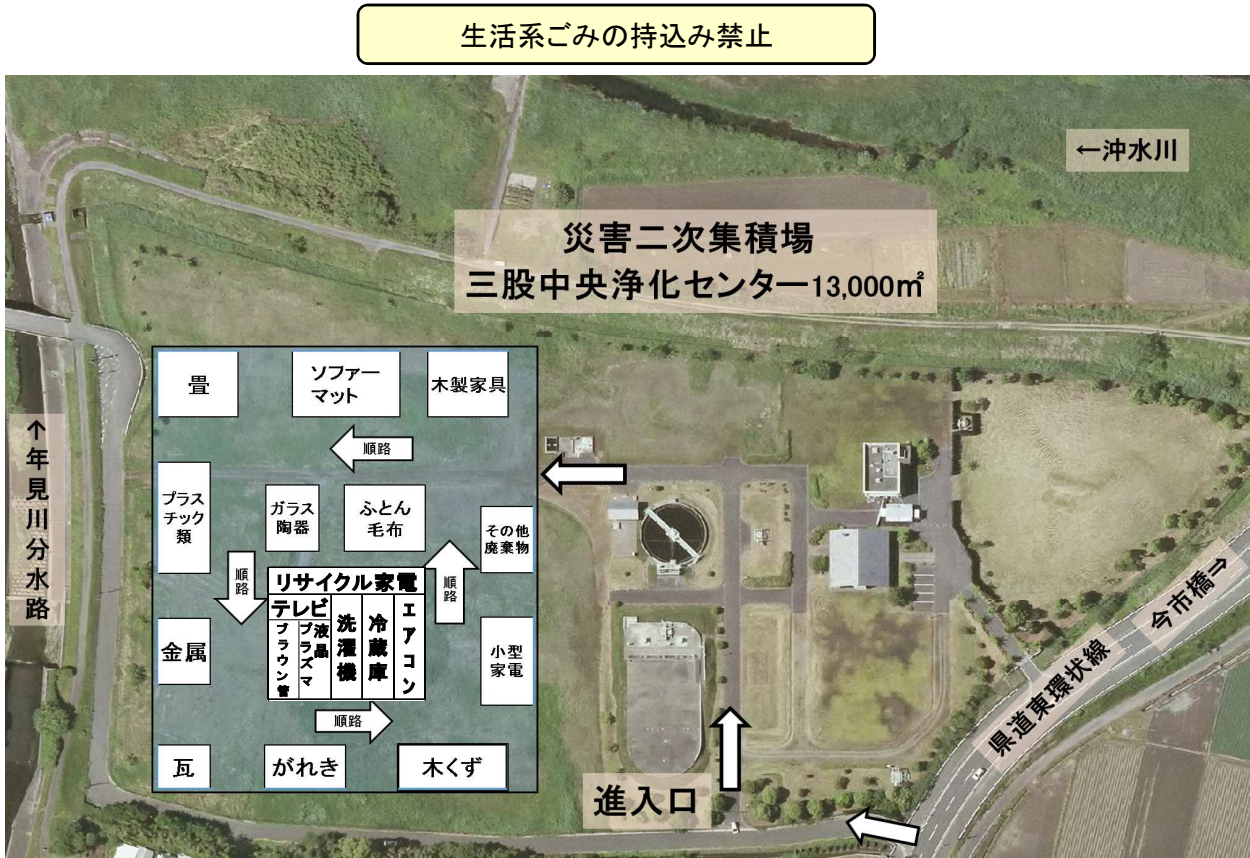 生活系ごみの持込み禁止
←沖水川
災害二次集積場
三股中央浄化センター13,000㎡
畳
ソファー
マット
木製家具
順路
↑年見川分水路
プラス
チック
類
ガラス
陶器
ふとん
毛布
その他
廃棄物
順路
順路
リサイクル家電
テレビ
ブラウン管
液晶
プラズマ
洗濯機
冷蔵庫
エアコン
金属
小型
家電
順路
瓦
がれき
木くず
進入口
県道東環状線
今市橋→